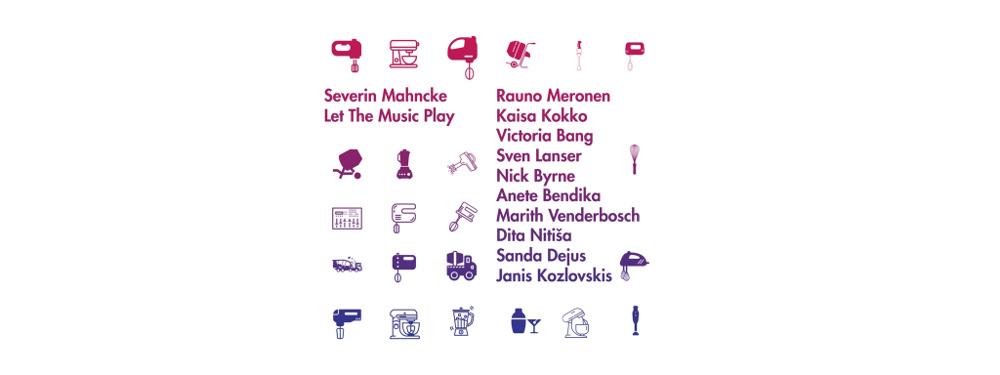 Severin Mahncke
Let The Music Play
Rauno Meronen
Kaisa Kokko
Victoria Bang
Sven Lanser
Nick Byrne
Anete Bendika
Marith Venderbosch
Dita Nitiša
Sanda Dejus
Janis Kozlovskis